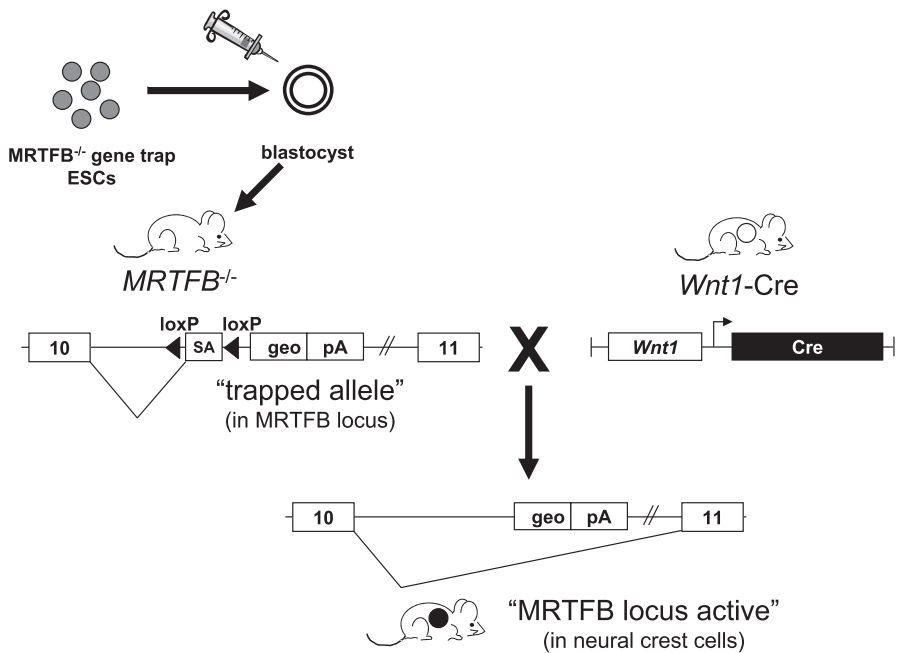 MRTFB-/- gene trap
ESCs
blastocyst
MRTFB-/-
Wnt1-Cre
loxP loxP
10 SA geo pA // 11
X
Wnt1 Cre
“trapped allele”
(in MRTFB locus)
10 geo pA // 11
“MRTFB locus active”
(in neural crest cells)